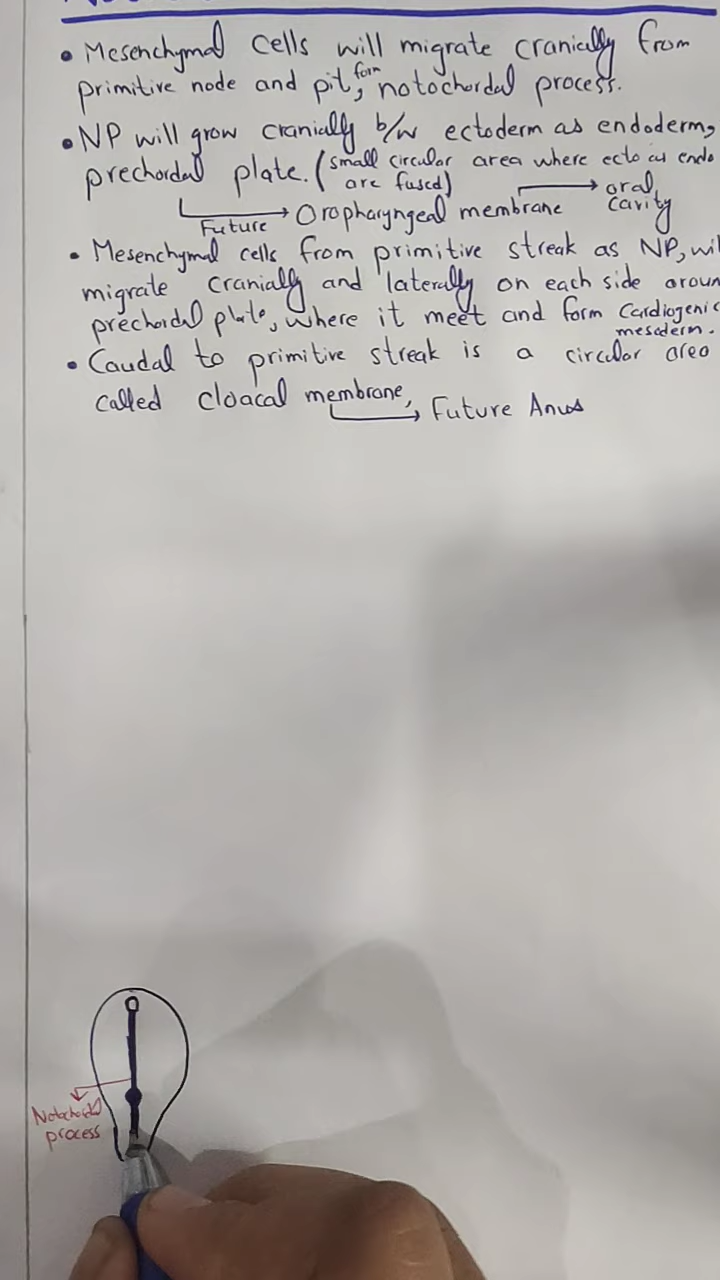 • Mesenchymal cells will migrate cranially from
primitive node and pit, form notochordal process.
• NP will grow cranially b/w ectoderm as endoderm,
prechordal plate. (small circular area where ecto as endo
are fused)
Future → Oropharyngeal membrane → oral cavity
• Mesenchymal cells from primitive streak as NP, wil
migrate cranially and laterally on each side aroun
prechordal plate, where it meet and form Cardiogenic
mesoderm.
• Caudal to primitive streak is a circular area
called cloacal membrane,
→ Future Anus
Notochordal
process